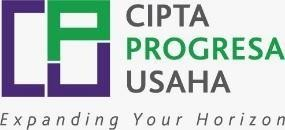 CIPTA
PROGRESA
USAHA
Expanding Your Horizon